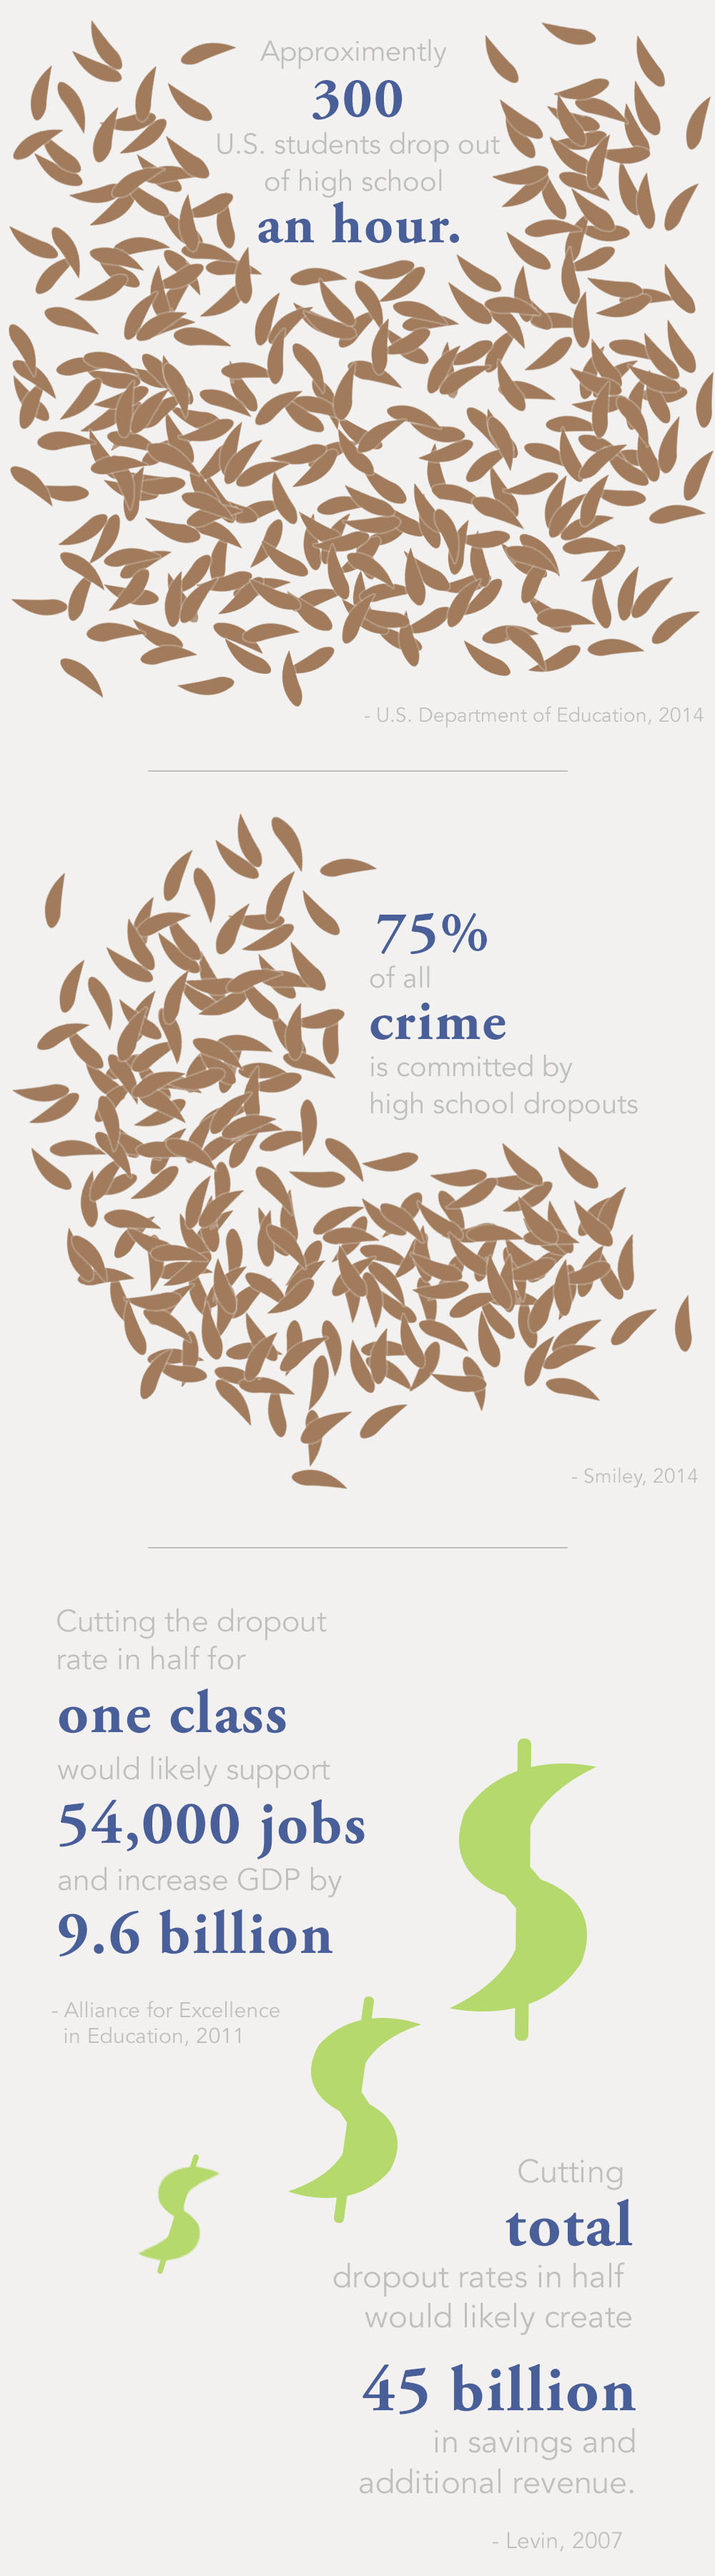 Approximently
300
U.S. students drop out
of high school
an hour.
- U.S. Department of Education, 2014
75%
of all
crime
is committed by
high school dropouts
- Smiley, 2014
Cutting the dropout
rate in half for
one class
would likely support
54,000 jobs
and increase GDP by
9.6 billion
- Alliance for Excellence
in Education, 2011
Cutting
total
dropout rates in half
would likely create
45 billion
in savings and
additional revenue.
- Levin, 2007